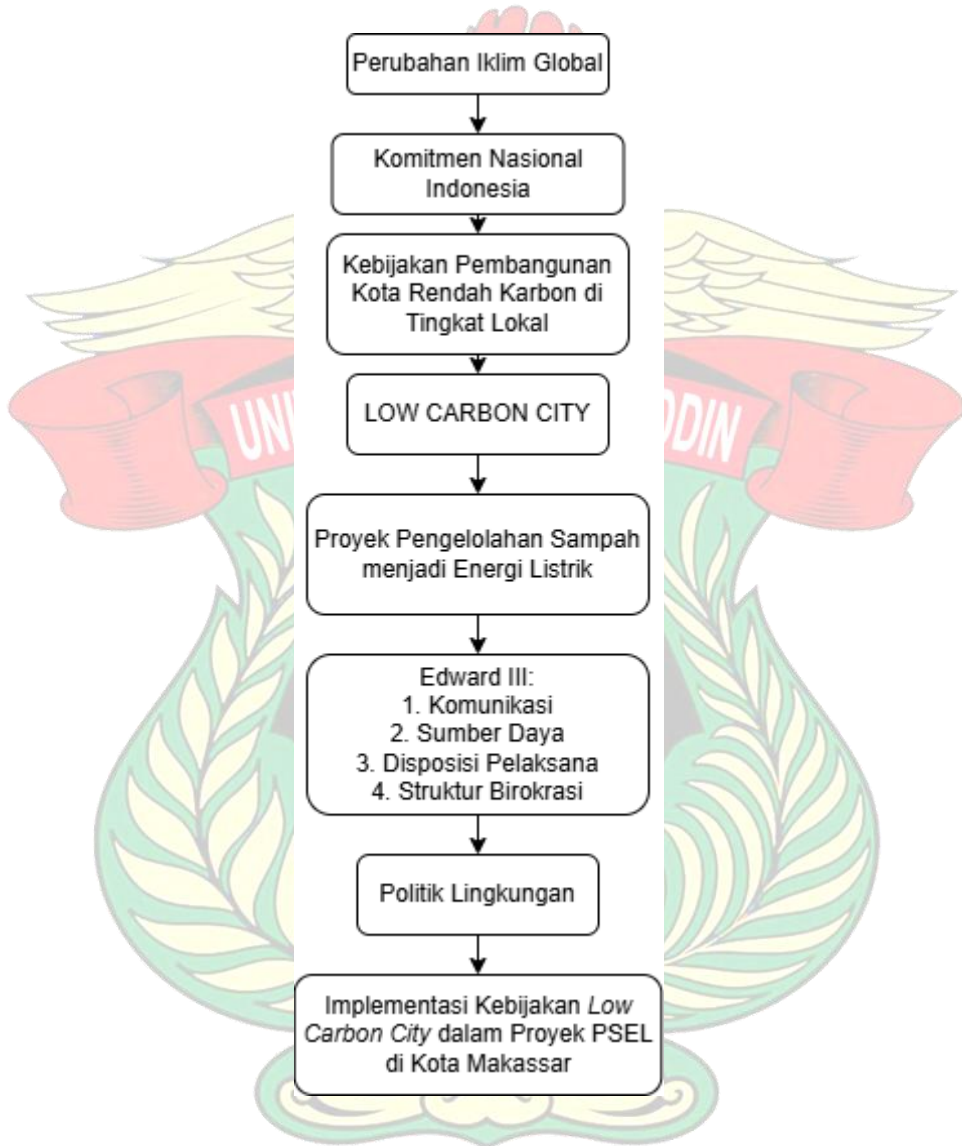 Perubahan Iklim Global
Komitmen Nasional
Indonesia
Kebijakan Pembangunan
Kota Rendah Karbon di
Tingkat Lokal
LOW CARBON CITY
UNI
DDIN
Proyek Pengelolahan Sampah
menjadi Energi Listrik
Edward III:
1. Komunikasi
2. Sumber Daya
3. Disposisi Pelaksana
4. Struktur Birokrasi
Politik Lingkungan
Implementasi Kebijakan Low
Carbon City dalam Proyek PSEL
di Kota Makassar